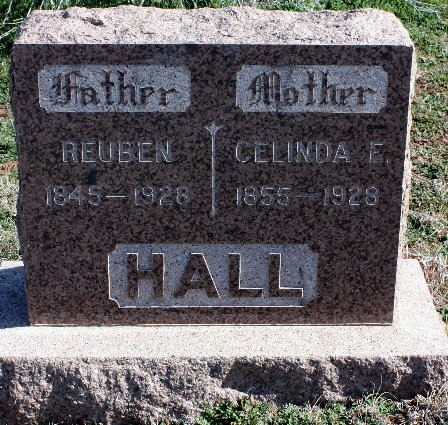 Father Mother
REUBEN CELINDA E.
1845–1928 1855–1928
HALL